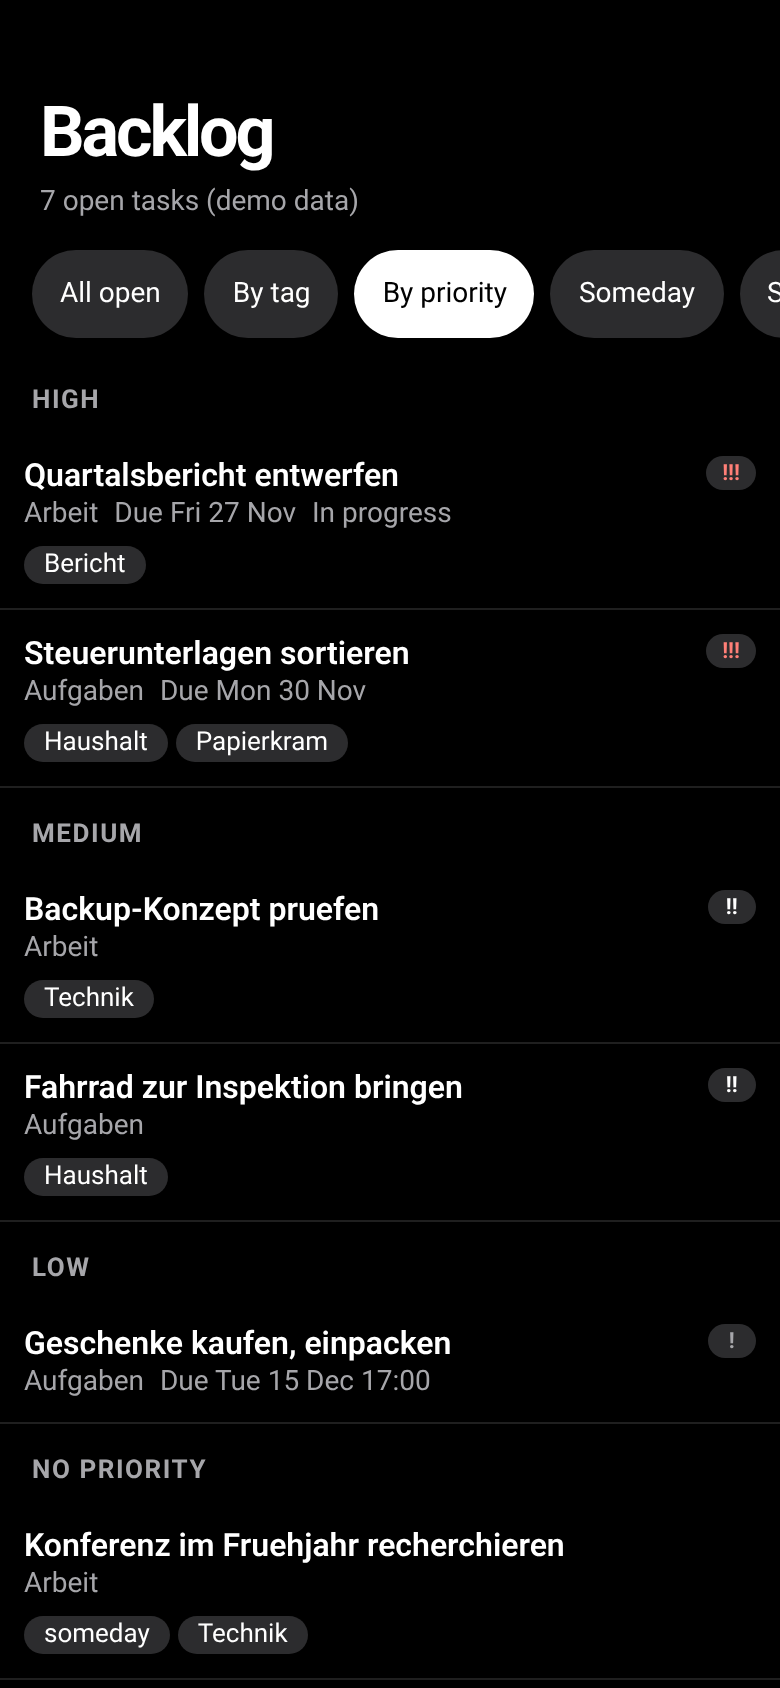 Backlog
7 open tasks (demo data)
All open By tag By priority Someday S
HIGH
Quartalsbericht entwerfen !!!
Arbeit Due Fri 27 Nov In progress
Bericht
Steuerunterlagen sortieren !!!
Aufgaben Due Mon 30 Nov
Haushalt Papierkram
MEDIUM
Backup-Konzept pruefen !!
Arbeit
Technik
Fahrrad zur Inspektion bringen !!
Aufgaben
Haushalt
LOW
Geschenke kaufen, einpacken !
Aufgaben Due Tue 15 Dec 17:00
NO PRIORITY
Konferenz im Fruehjahr recherchieren
Arbeit
someday Technik